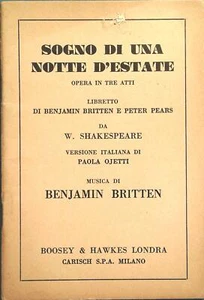 SOGNO DI UNA
NOTTE D'ESTATE
OPERA IN TRE ATTI
LIBRETTO
DI BENJAMIN BRITTEN E PETER PEARS
DA
W. SHAKESPEARE
VERSIONE ITALIANA DI
PAOLA OJETTI
MUSICA DI
BENJAMIN BRITTEN
BOOSEY & HAWKES LONDRA
CARISCH S.P.A. MILANO